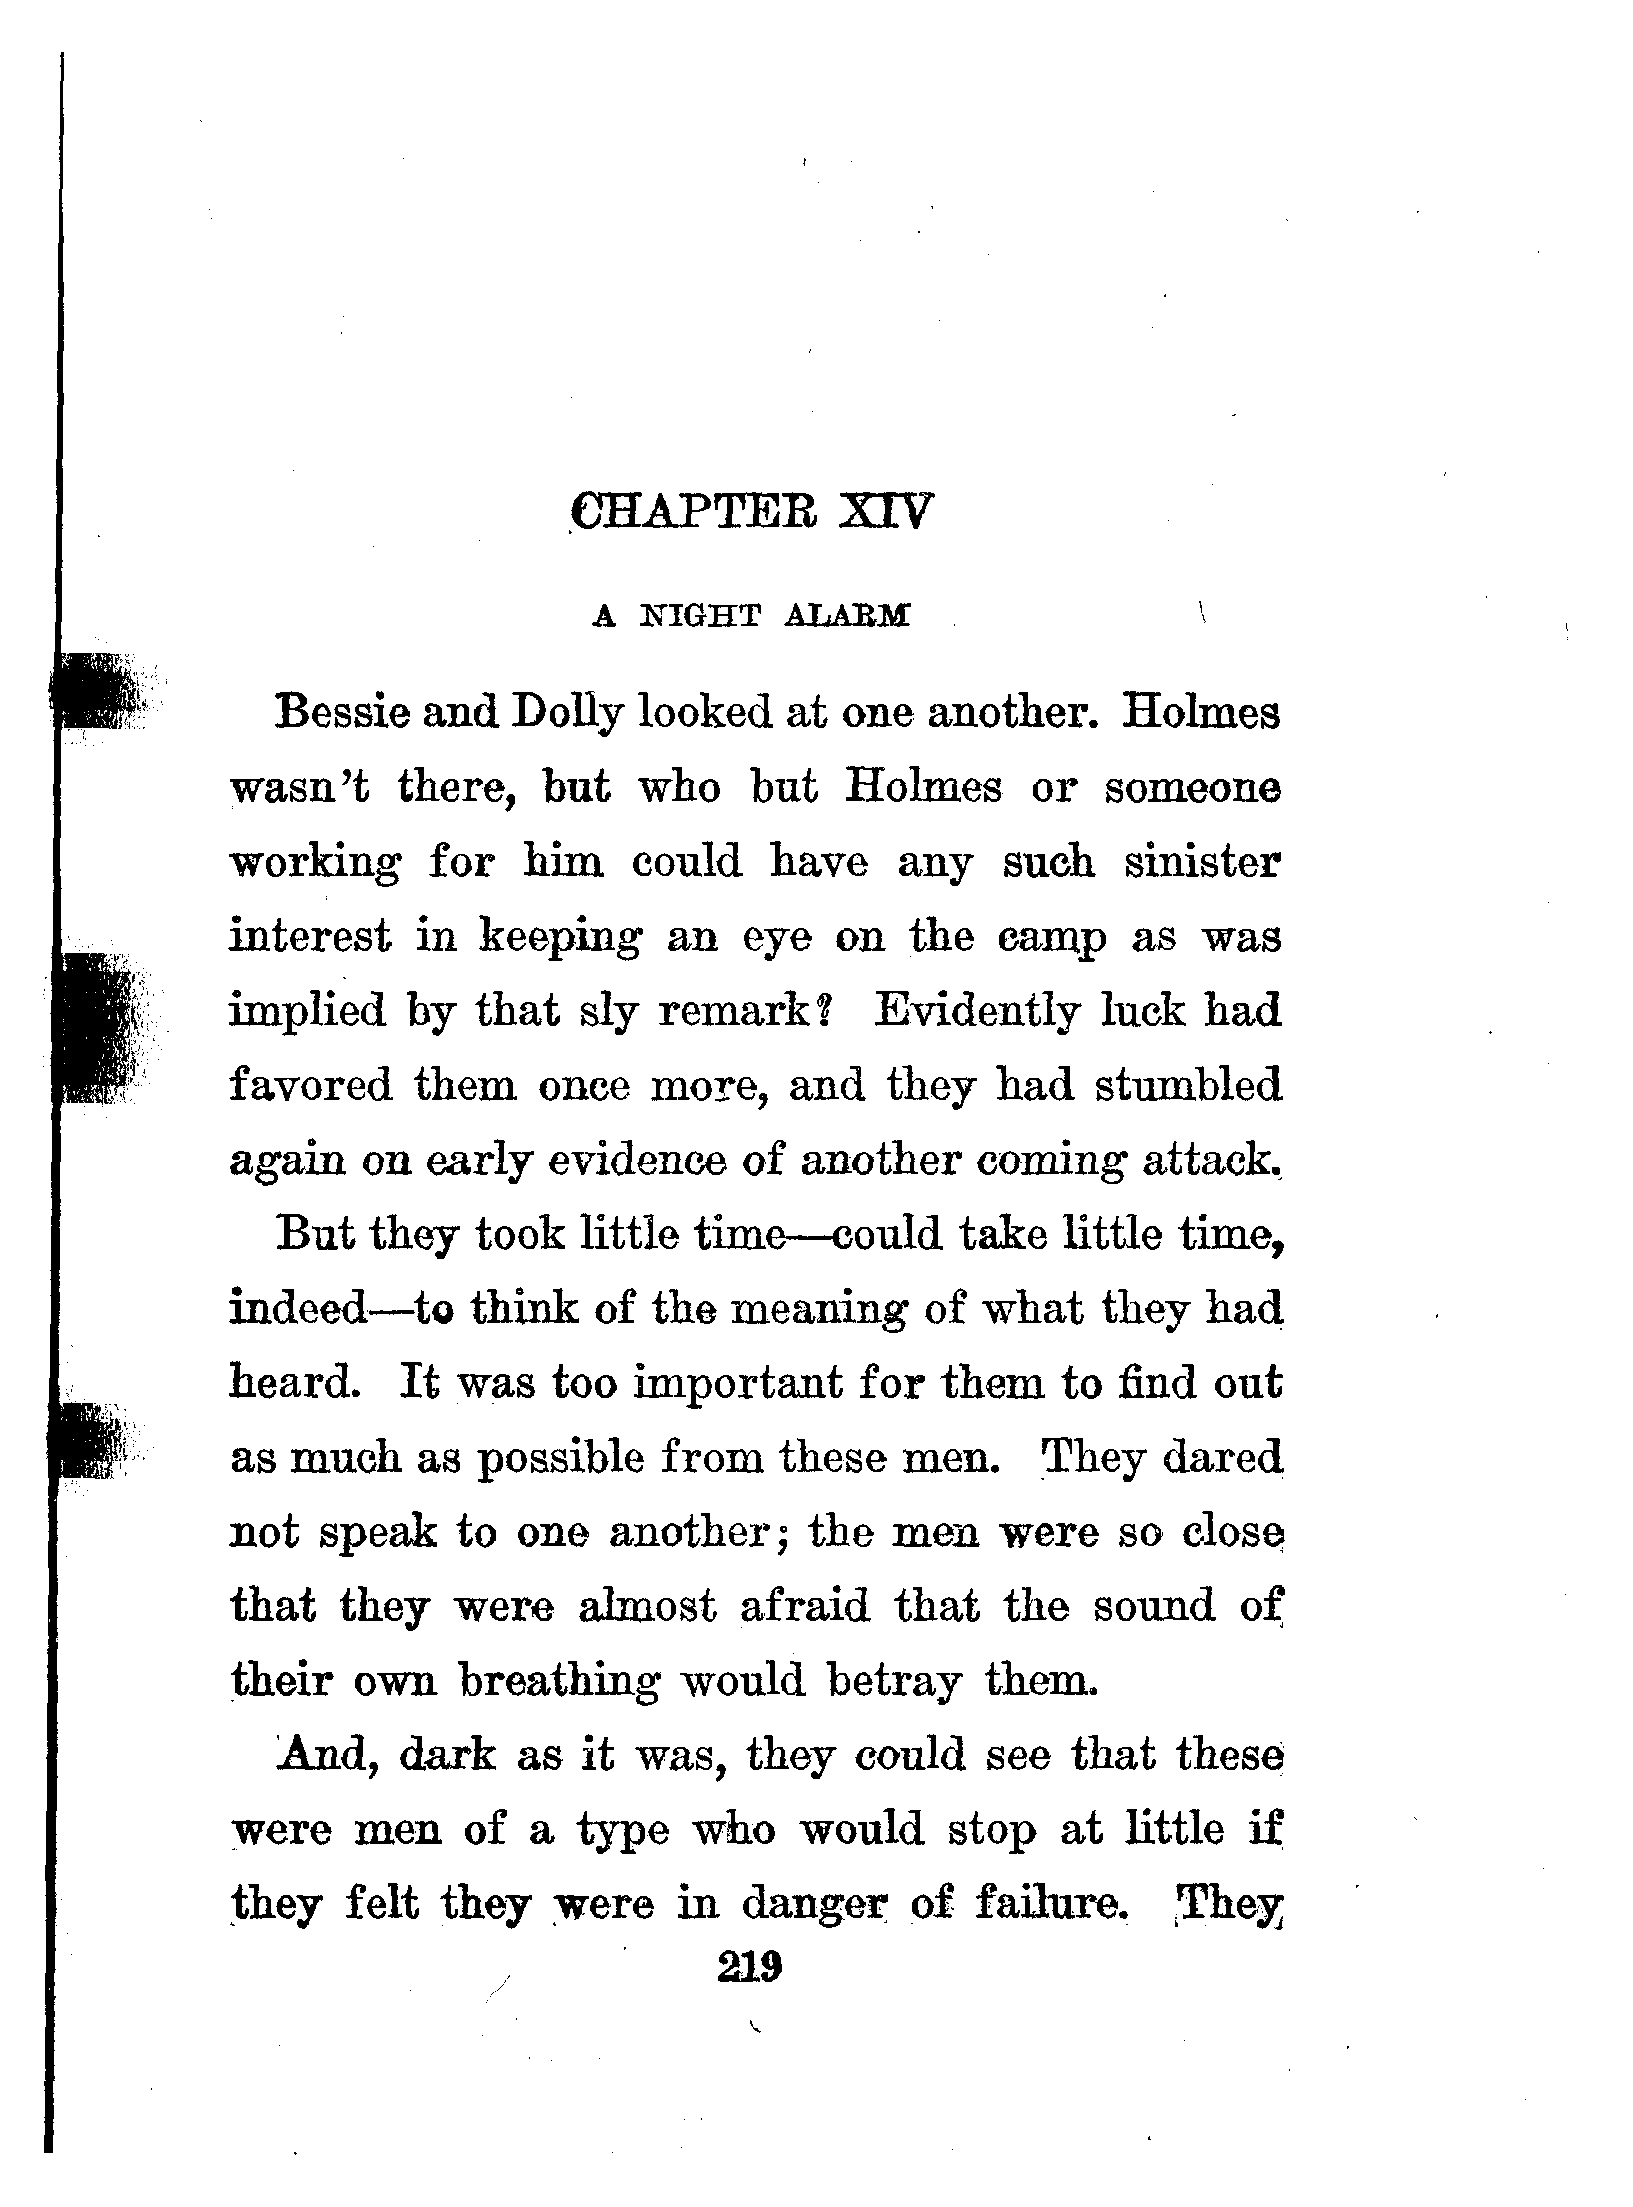 CHAPTER XIV
A NIGHT ALARM
Bessie and Dolly looked at one another. Holmes
wasn't there, but who but Holmes or someone
working for him could have any such sinister
interest in keeping an eye on the camp as was
implied by that sly remark? Evidently luck had
favored them once more, and they had stumbled
again on early evidence of another coming attack.
But they took little time—could take little time,
indeed—to think of the meaning of what they had
heard. It was too important for them to find out
as much as possible from these men. They dared
not speak to one another; the men were so close
that they were almost afraid that the sound of
their own breathing would betray them.
And, dark as it was, they could see that these
were men of a type who would stop at little if
they felt they were in danger of failure. They
219